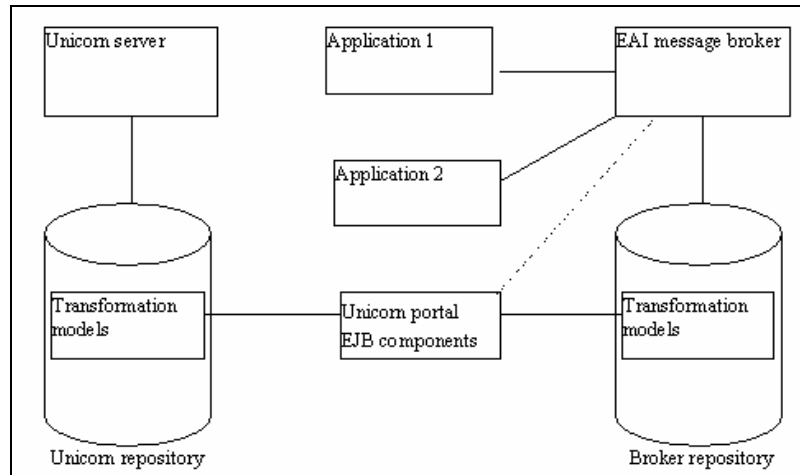 Unicorn server
Application 1
EAI message broker
Application 2
Transformation
models
Unicorn portal
EJB components
Transformation
models
Unicorn repository
Broker repository